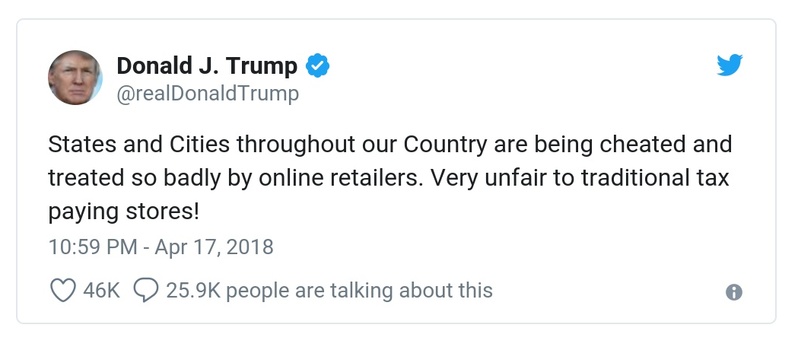 Donald J. Trump
@realDonaldTrump
States and Cities throughout our Country are being cheated and
treated so badly by online retailers. Very unfair to traditional tax
paying stores!
10:59 PM - Apr 17, 2018
46K 25.9K people are talking about this